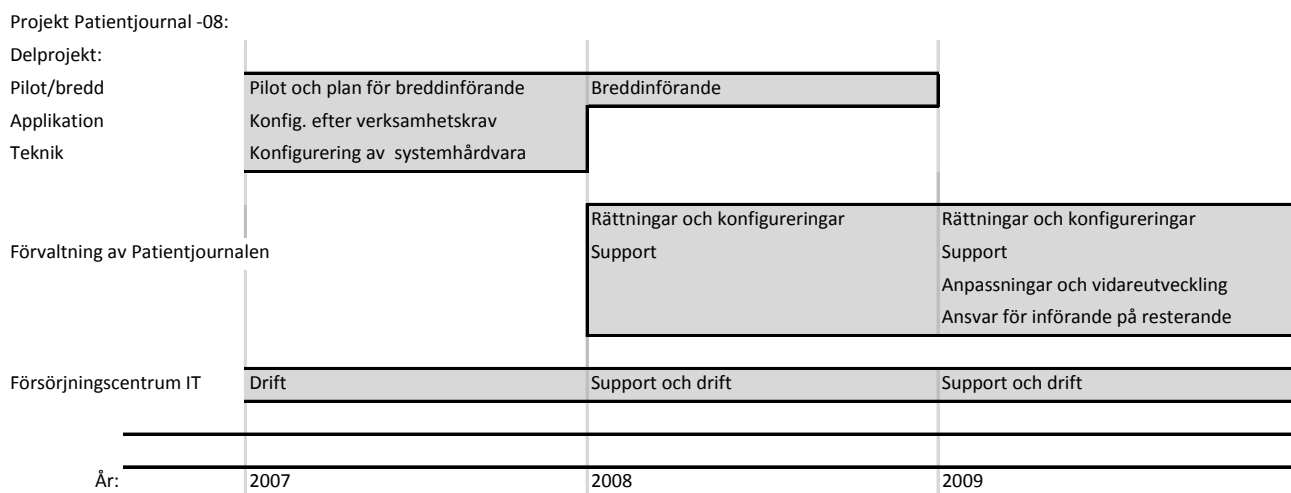 Projekt Patientjournal -08:
Delprojekt:
Pilot/bredd Pilot och plan för breddinförande Breddinförande
Applikation Konfig. efter verksamhetskrav
Teknik Konfigurering av systemhårdvara
Rättningar och konfigureringar Rättningar och konfigureringar
Förvaltning av Patientjournalen Support Support
Anpassningar och vidareutveckling
Ansvar för införande på resterande
Försörjningscentrum IT Drift Support och drift Support och drift
År: 2007 2008 2009